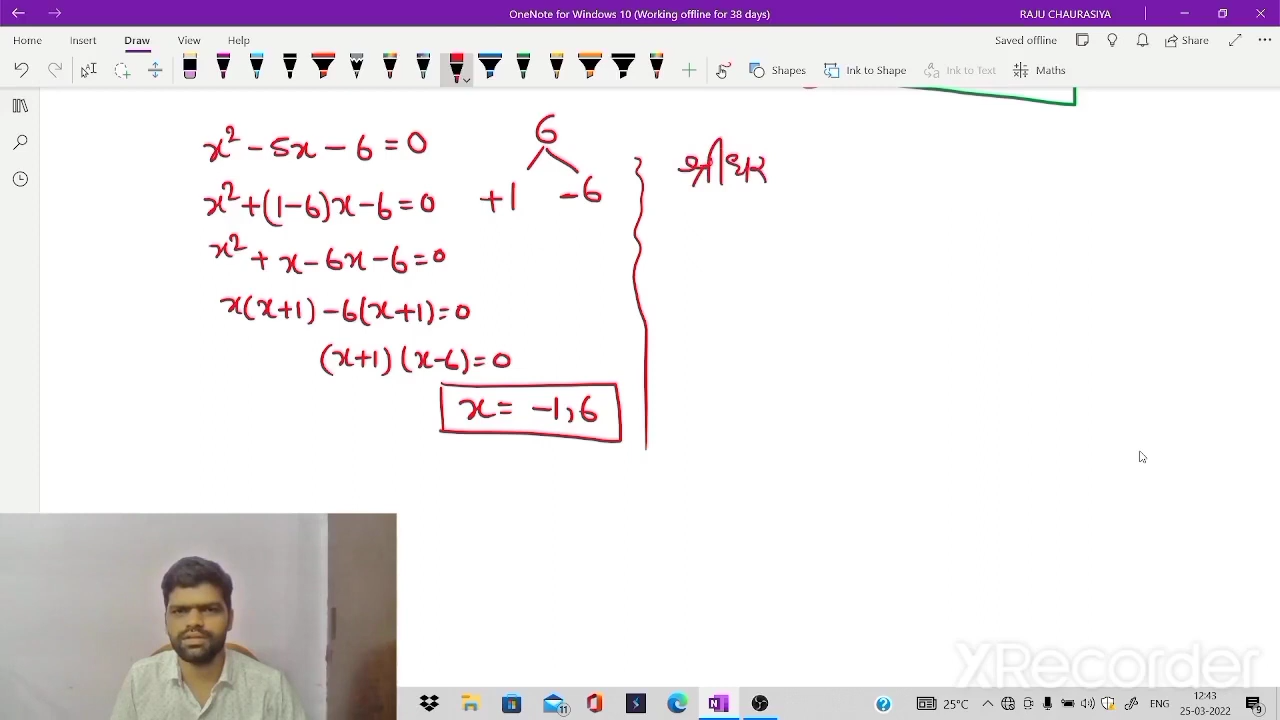 OneNote for Windows 10 (Working offline for 38 days)
RAJU CHAURASIYA
Home Insert Draw View Help
Saved offline Share
Shapes Ink to Shape Ink to Text Maths
x² - 5x - 6 = 0
x² + (1-6)x - 6 = 0
x² + x - 6x - 6 = 0
x(x+1) - 6(x+1) = 0
(x+1) (x-6) = 0
x = -1, 6
6
+1 -6
श्रीधर
XRecorder
11 25°C ENG 12:43
25-03-2022 9